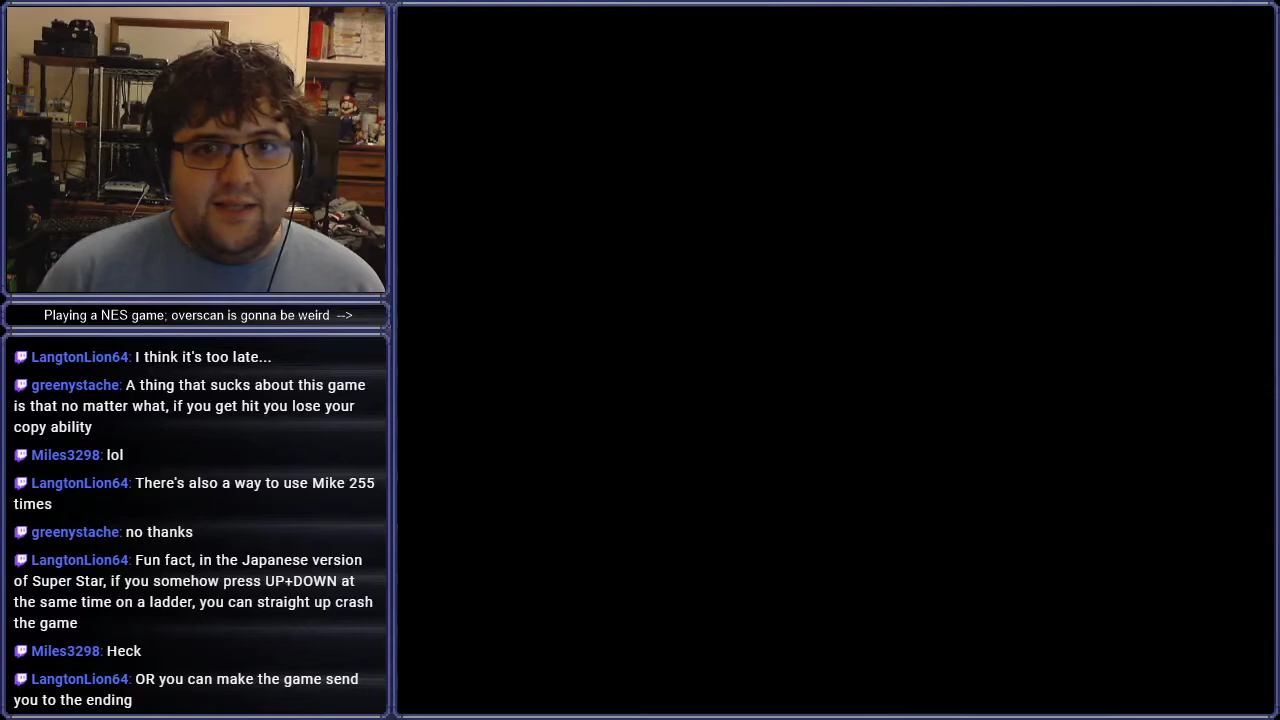 Playing a NES game; overscan is gonna be weird -->
LangtonLion64: I think it's too late...
greenystache: A thing that sucks about this game
is that no matter what, if you get hit you lose your
copy ability
Miles3298: lol
LangtonLion64: There's also a way to use Mike 255
times
greenystache: no thanks
LangtonLion64: Fun fact, in the Japanese version
of Super Star, if you somehow press UP+DOWN at
the same time on a ladder, you can straight up crash
the game
Miles3298: Heck
LangtonLion64: OR you can make the game send
you to the ending